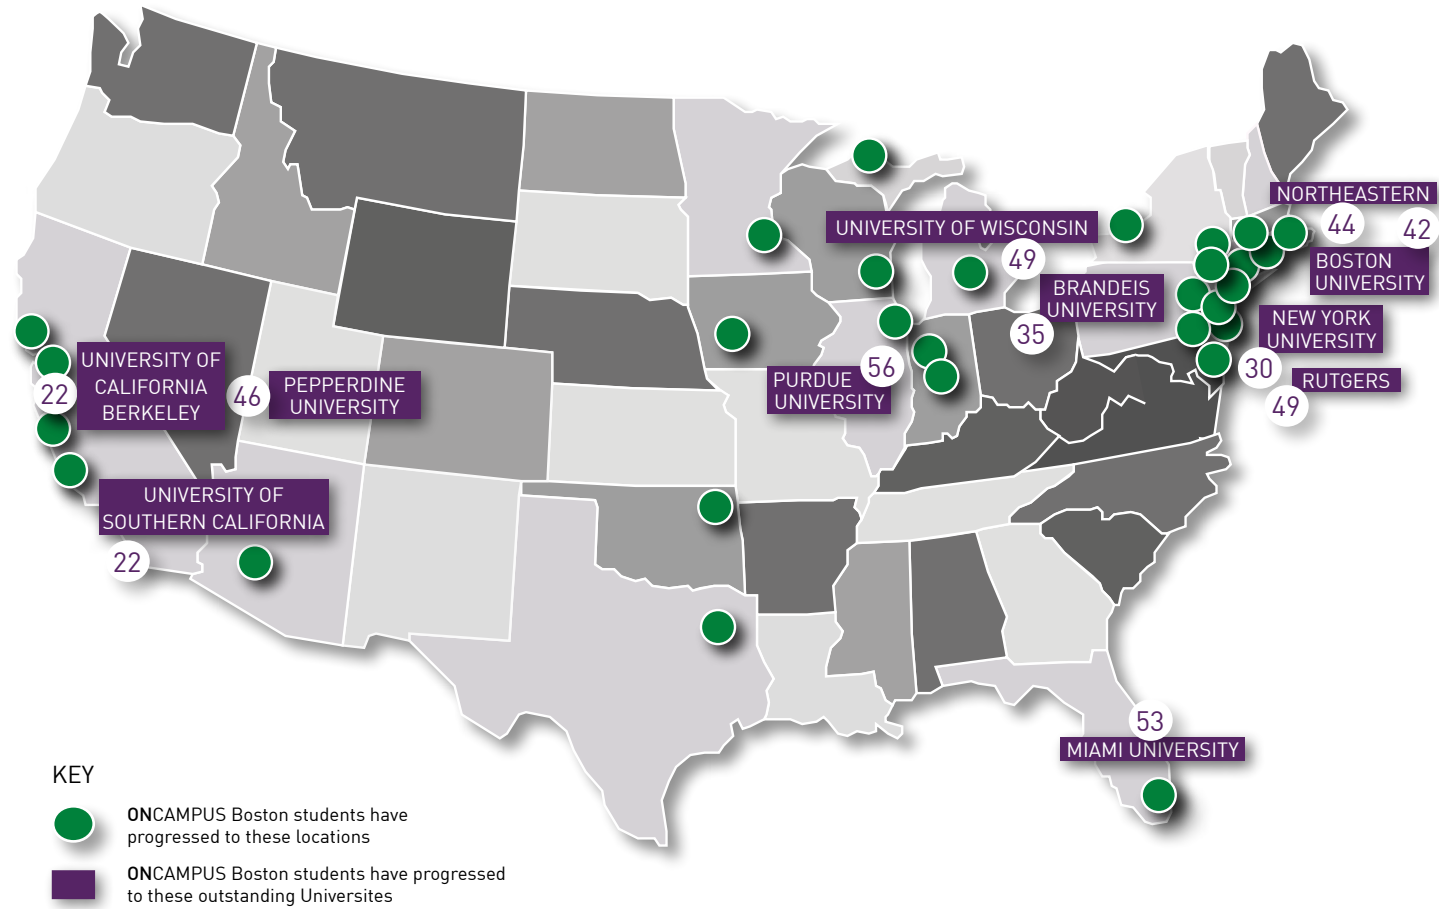 NORTHEASTERN
44
42
BOSTON
UNIVERSITY
UNIVERSITY OF WISCONSIN
49
BRANDEIS
UNIVERSITY
35
NEW YORK
UNIVERSITY
30
RUTGERS
49
PURDUE
UNIVERSITY
56
UNIVERSITY OF
CALIFORNIA
BERKELEY
22
46
PEPPERDINE
UNIVERSITY
UNIVERSITY OF
SOUTHERN CALIFORNIA
22
53
MIAMI UNIVERSITY
KEY
ONCAMPUS Boston students have
progressed to these locations
ONCAMPUS Boston students have progressed
to these outstanding Universites